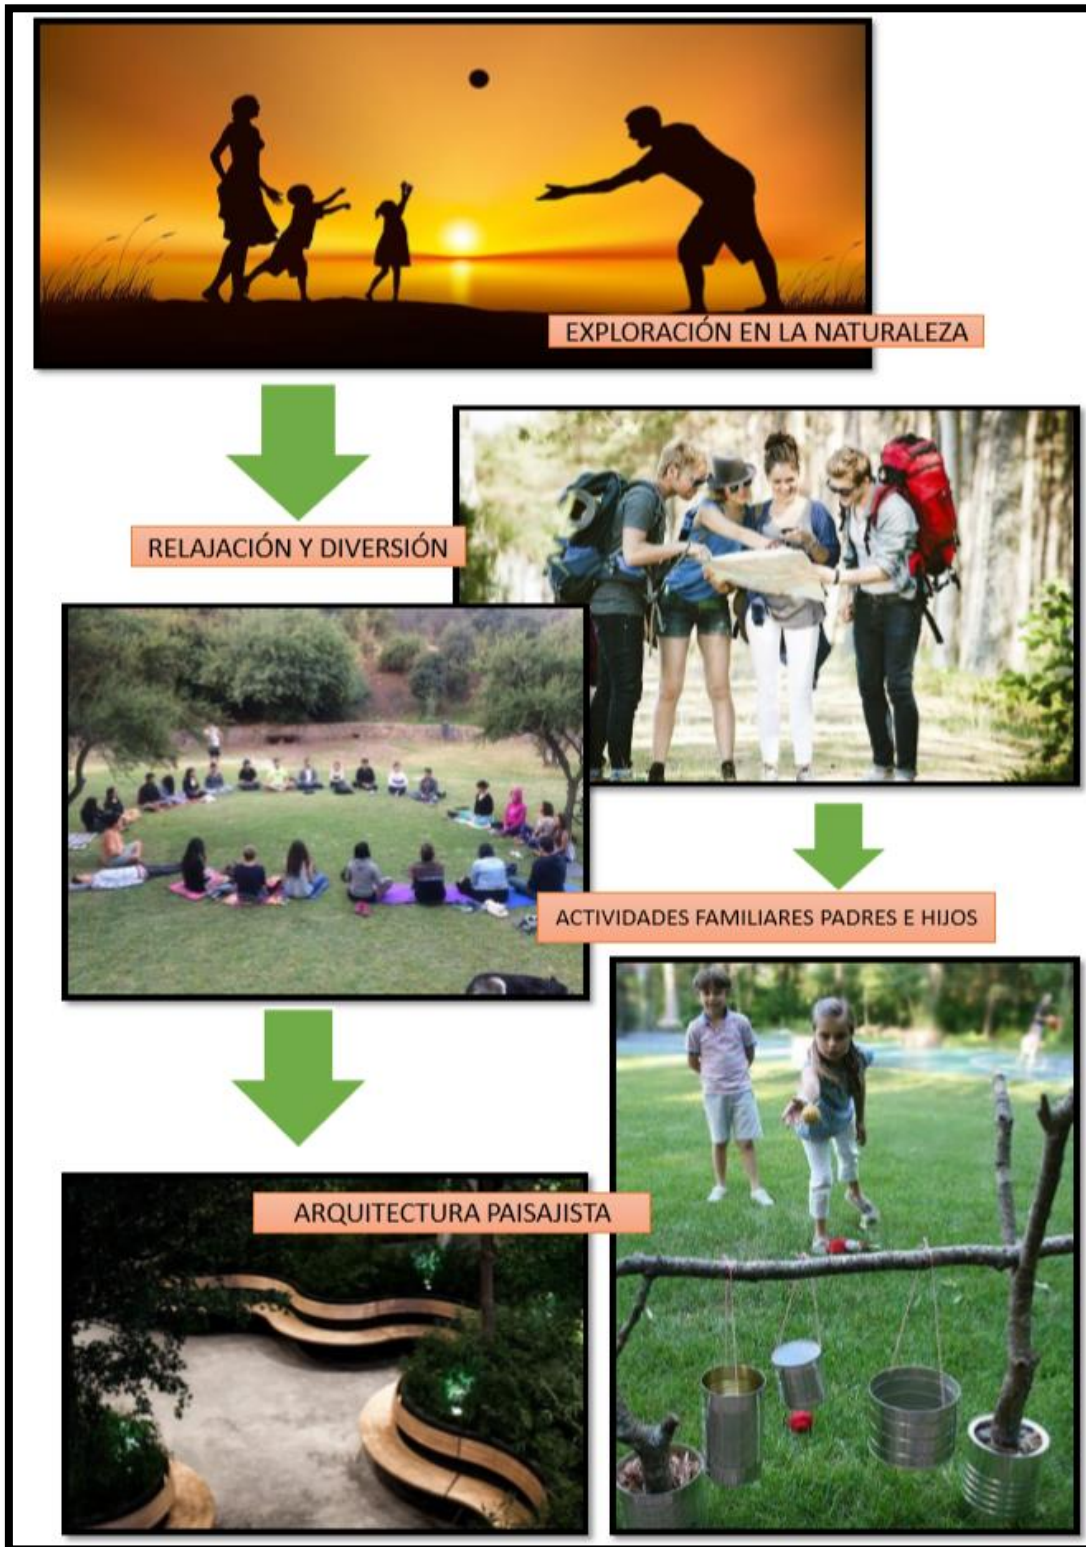 EXPLORACIÓN EN LA NATURALEZA
RELAJACIÓN Y DIVERSIÓN
ACTIVIDADES FAMILIARES PADRES E HIJOS
ARQUITECTURA PAISAJISTA